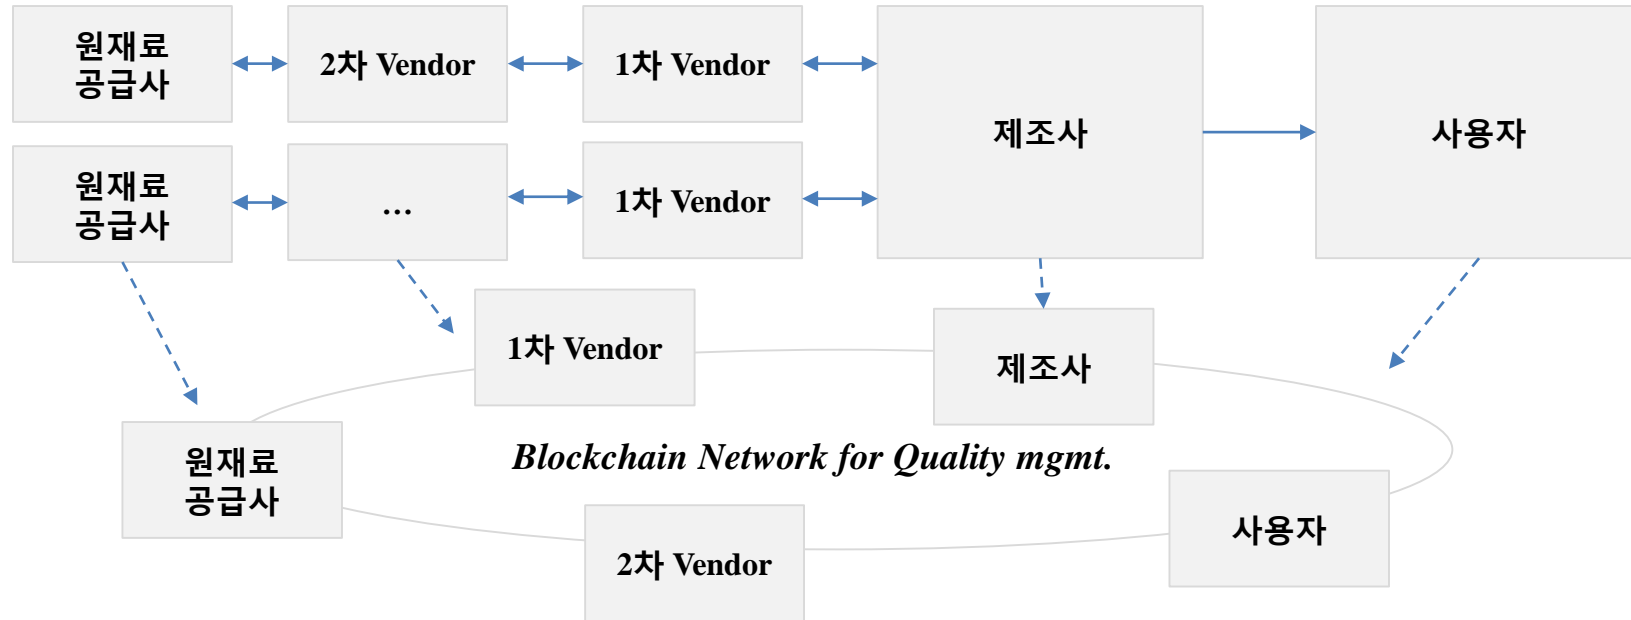 원재료
공급사
2차 Vendor
1차 Vendor
제조사
사용자
원재료
공급사
…
1차 Vendor
1차 Vendor
제조사
Blockchain Network for Quality mgmt.
원재료
공급사
사용자
2차 Vendor